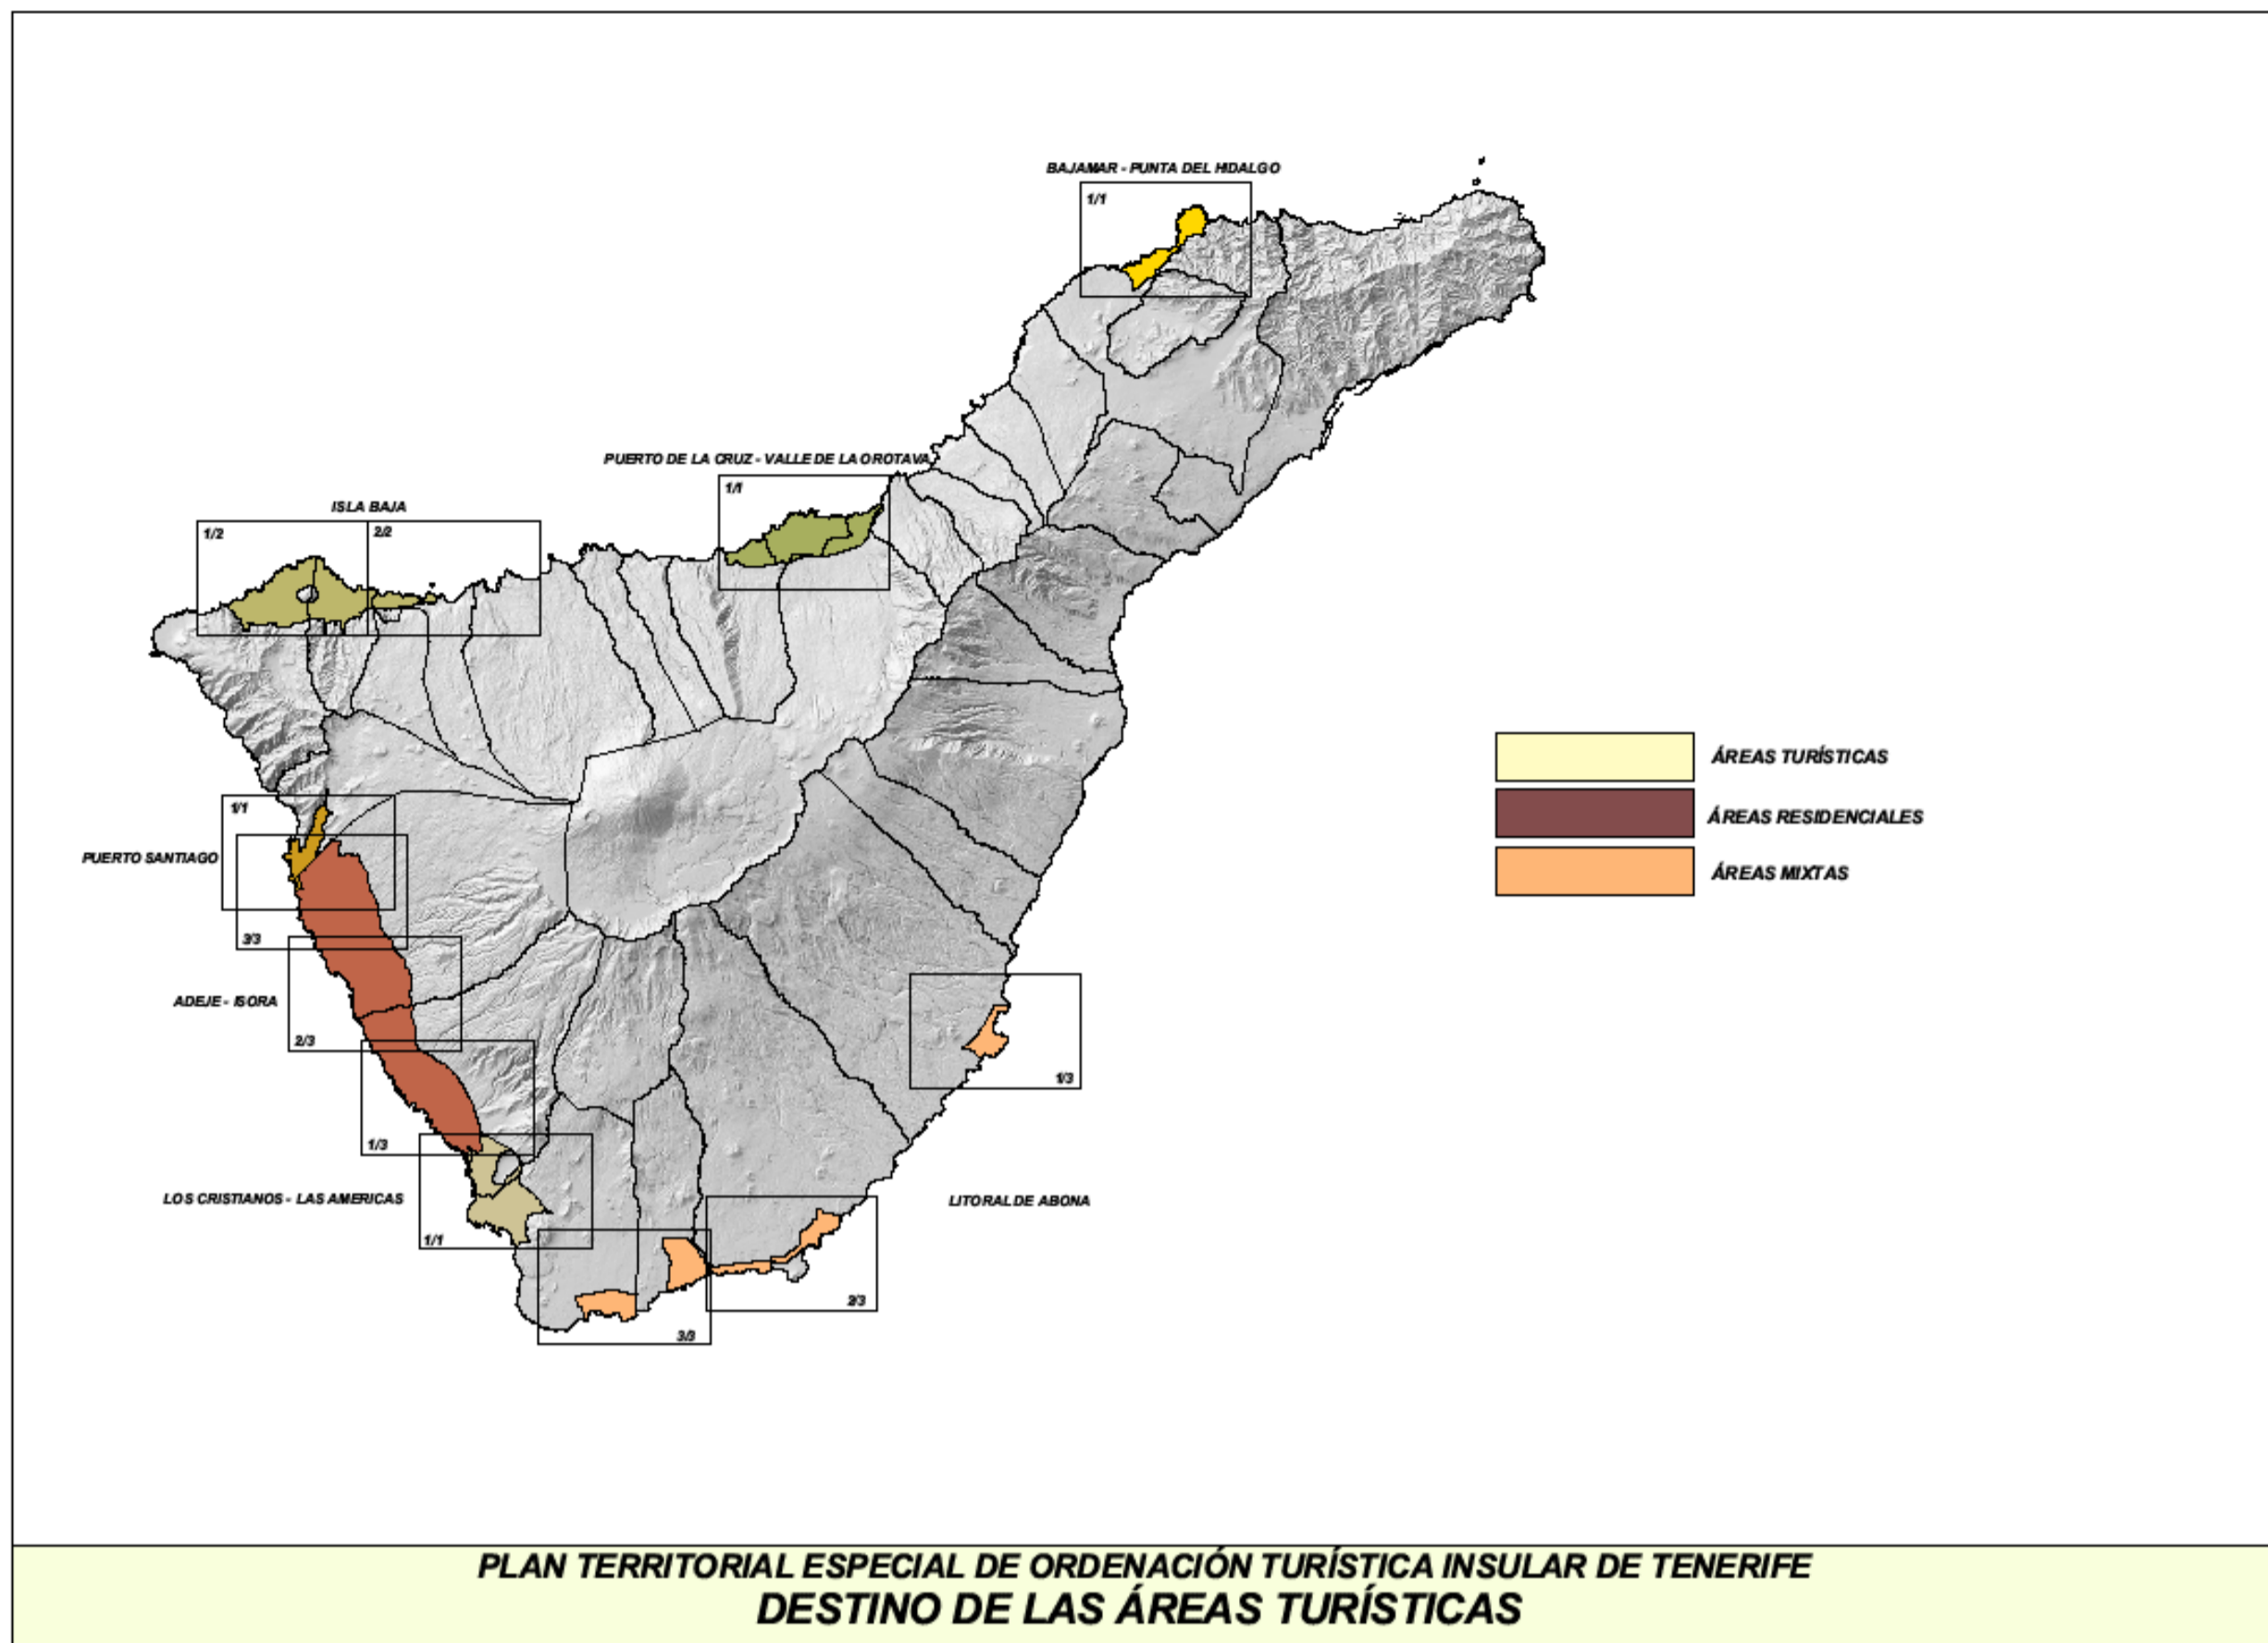 BAJAMAR - PUNTA DEL HIDALGO
1/1
PUERTO DE LA CRUZ - VALLE DE LA OROTAVA
1/1
ISLA BAJA
1/2
2/2
ÁREAS TURÍSTICAS
ÁREAS RESIDENCIALES
ÁREAS MIXTAS
1/1
PUERTO SANTIAGO
3/3
ADEJE - ISORA
2/3
1/3
1/3
LOS CRISTIANOS - LAS AMERICAS
LITORAL DE ABONA
1/1
2/3
3/3
PLAN TERRITORIAL ESPECIAL DE ORDENACIÓN TURÍSTICA INSULAR DE TENERIFE
DESTINO DE LAS ÁREAS TURÍSTICAS